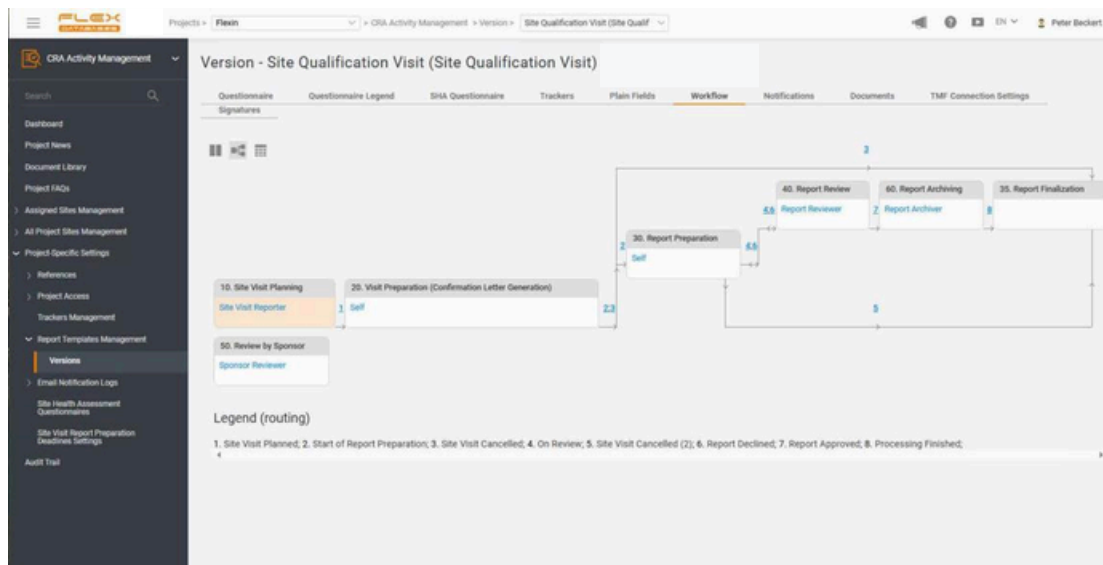 FLEX
DATABASES
Projects > Flexin > CRA Activity Management > Version > Site Qualification Visit (Site Qualif
EN
Peter Beckert
CRA Activity Management
Search
Dashboard
Project News
Document Library
Project FAQs
Assigned Sites Management
All Project Sites Management
Project-Specific Settings
References
Project Access
Trackers Management
Report Templates Management
Versions
Email Notification Logs
Site Health Assessment
Questionnaires
Site Visit Report Preparation
Deadlines Settings
Audit Trail
Version - Site Qualification Visit (Site Qualification Visit)
Questionnaire Questionnaire Legend SHA Questionnaire Trackers Plain Fields Workflow Notifications Documents TMF Connection Settings
Signatures
3
40. Report Review 60. Report Archiving 35. Report Finalization
4,6 Report Reviewer 7 Report Archiver 8
30. Report Preparation
2 Self 4,6
10. Site Visit Planning 20. Visit Preparation (Confirmation Letter Generation)
Site Visit Reporter 1 Self 2,3 5
50. Review by Sponsor
Sponsor Reviewer
Legend (routing)
1. Site Visit Planned; 2. Start of Report Preparation; 3. Site Visit Cancelled; 4. On Review; 5. Site Visit Cancelled (2); 6. Report Declined; 7. Report Approved; 8. Processing Finished;